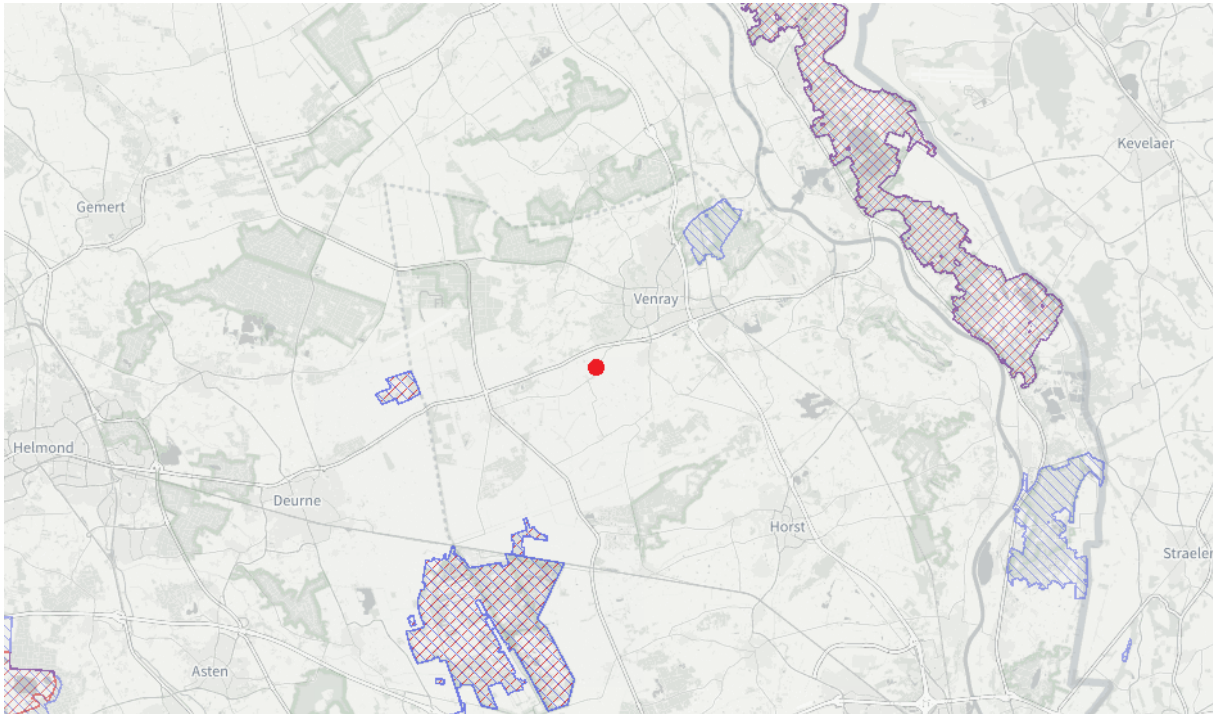 Kevelaer
Gemert
Venray
Helmond
Deurne
Horst
Straelen
Asten